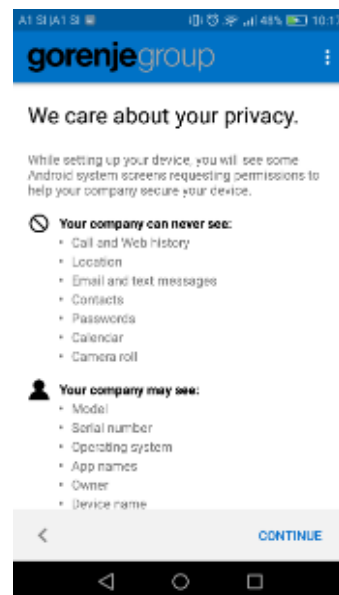 A1 SI|A1 SI 48% 10:17
gorenjegroup
We care about your privacy.
While setting up your device, you will see some
Android system screens requesting permissions to
help your company secure your device.
Your company can never see:
• Call and Web history
• Location
• Email and text messages
• Contacts
• Passwords
• Calendar
• Camera roll
Your company may see:
• Model
• Serial number
• Operating system
• App names
• Owner
• Device name
CONTINUE